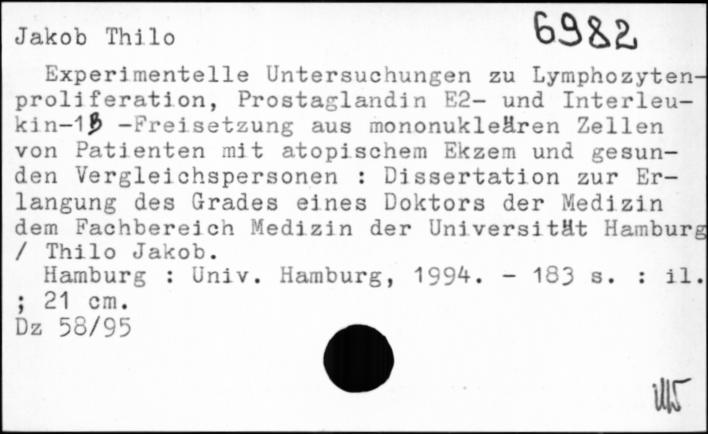 6982
Jakob Thilo
Experimentelle Untersuchungen zu Lymphozyten-
proliferation, Prostaglandin E2- und Interleu-
kin-1β -Freisetzung aus mononukleären Zellen
von Patienten mit atopischem Ekzem und gesun-
den Vergleichspersonen : Dissertation zur Er-
langung des Grades eines Doktors der Medizin
dem Fachbereich Medizin der Universität Hamburg
/ Thilo Jakob.
Hamburg : Univ. Hamburg, 1994. - 183 s. : il.
; 21 cm.
Dz 58/95